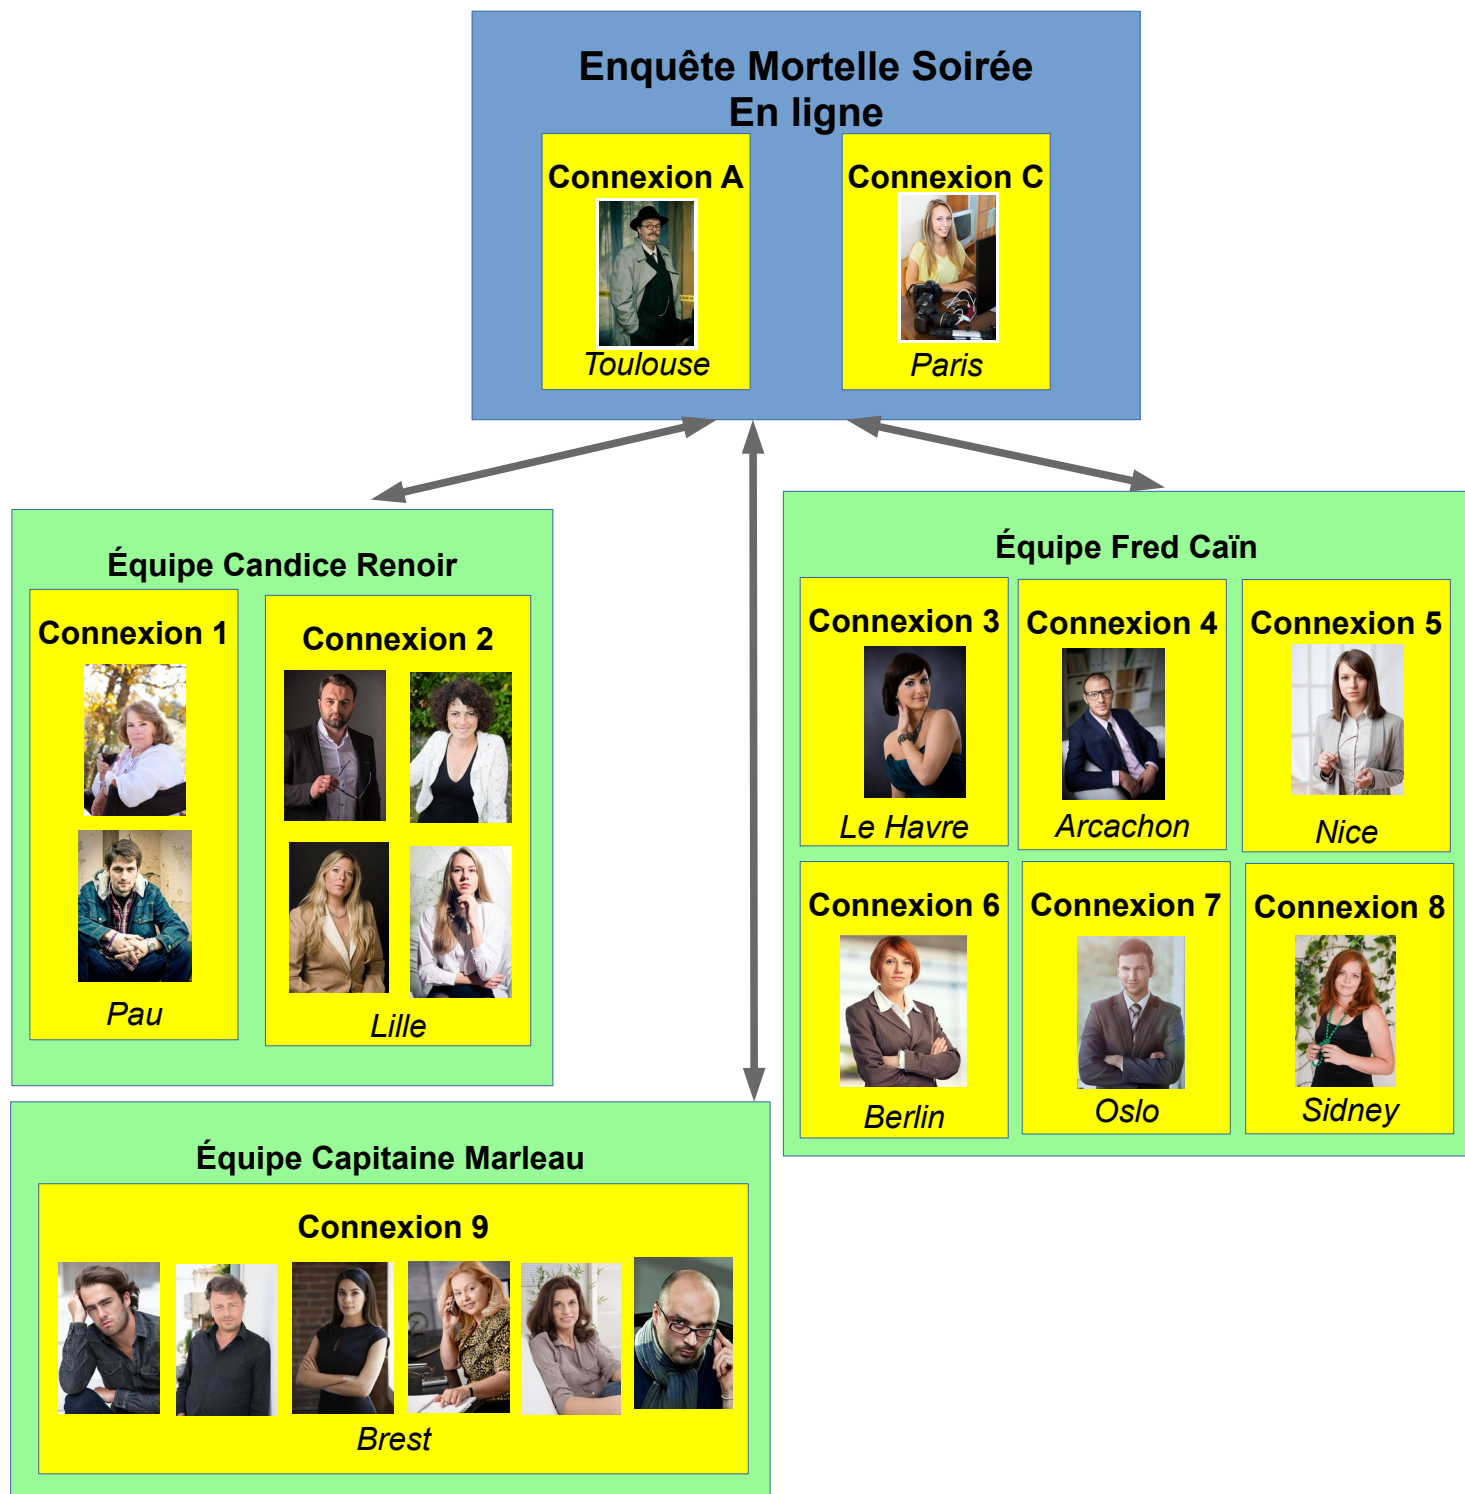 Enquête Mortelle Soirée
En ligne
Connexion A
Toulouse
Connexion C
Paris
Équipe Candice Renoir
Connexion 1
Pau
Connexion 2
Lille
Équipe Fred Caïn
Connexion 3
Le Havre
Connexion 4
Arcachon
Connexion 5
Nice
Connexion 6
Berlin
Connexion 7
Oslo
Connexion 8
Sidney
Équipe Capitaine Marleau
Connexion 9
Brest